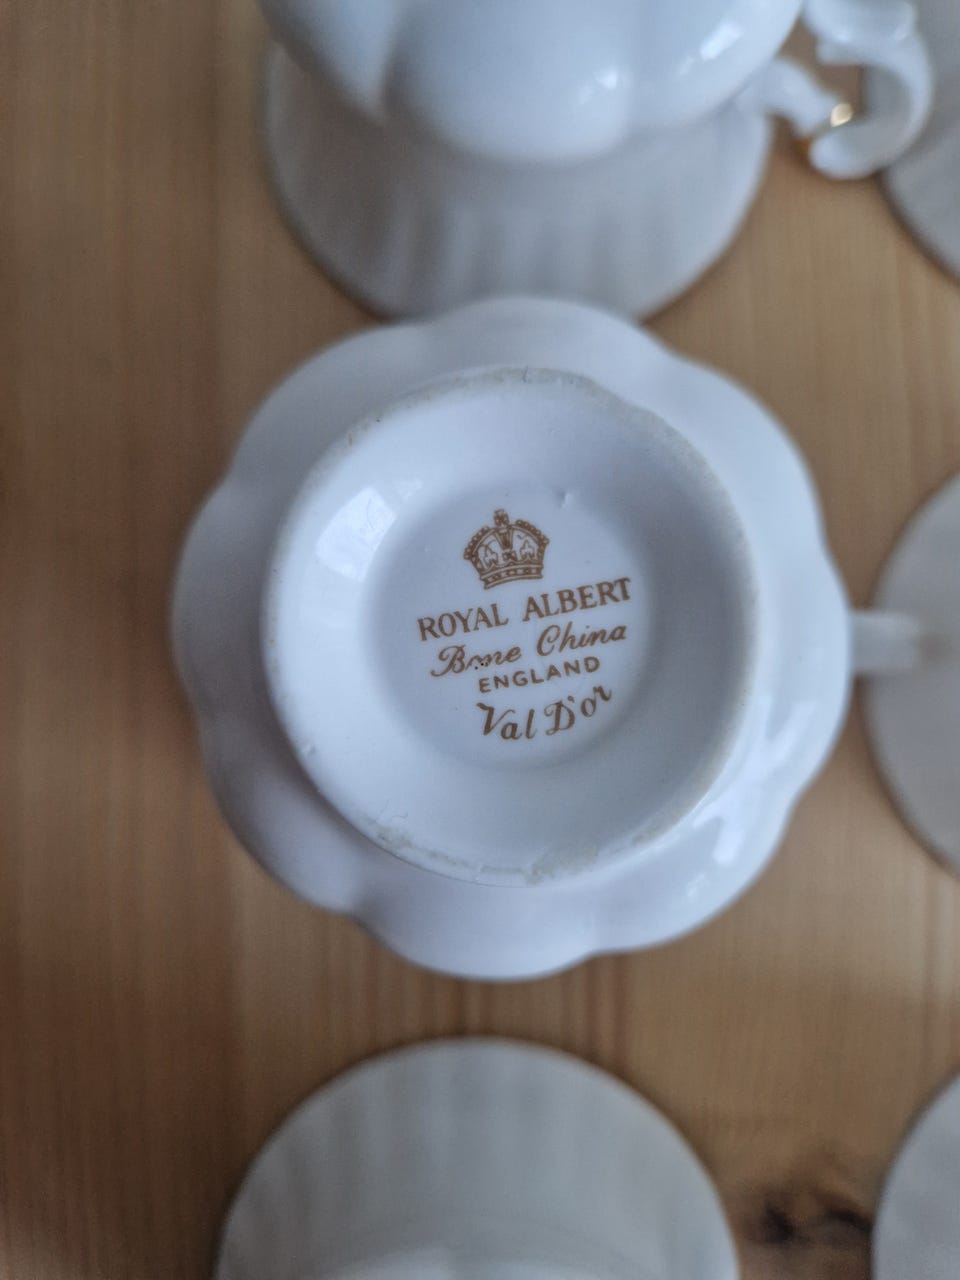 ROYAL ALBERT
Bone China
ENGLAND
Val D'or